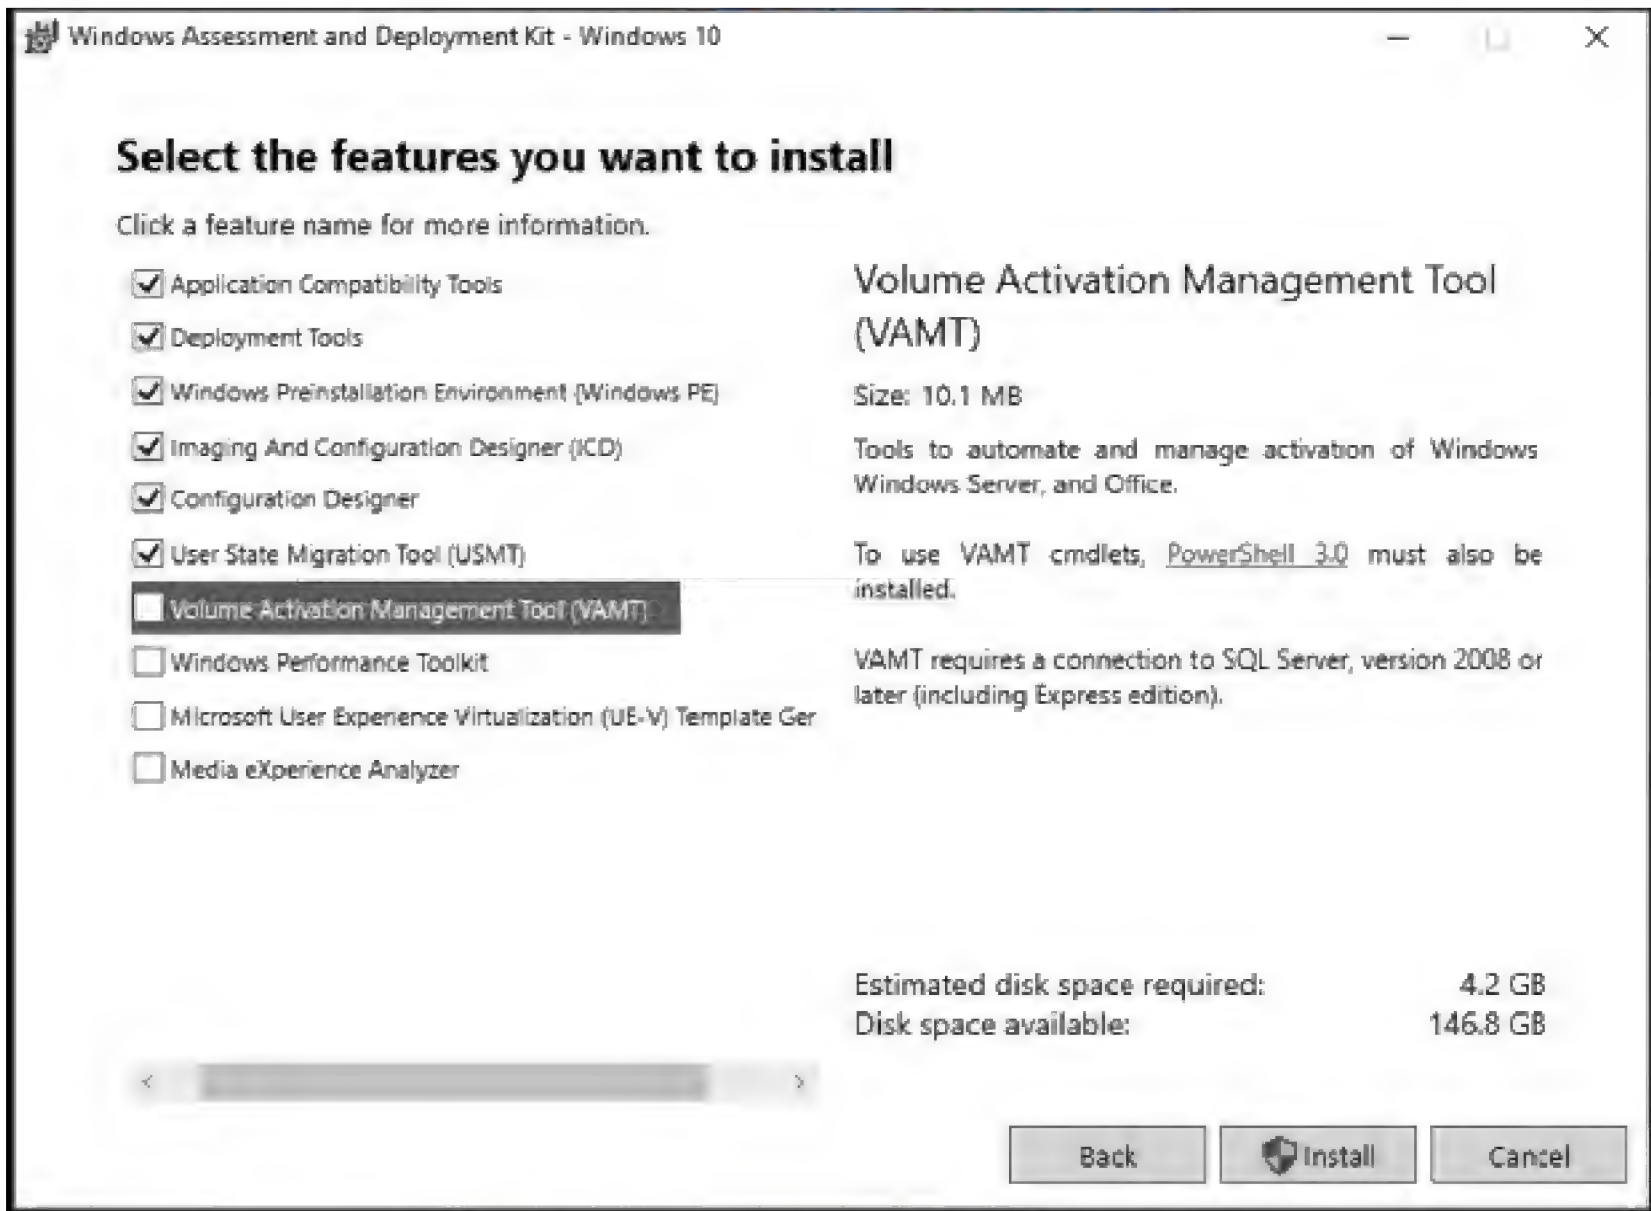 Windows Assessment and Deployment Kit - Windows 10
Select the features you want to install
Click a feature name for more information.
Application Compatibility Tools
Deployment Tools
Windows Preinstallation Environment (Windows PE)
Imaging And Configuration Designer (ICD)
Configuration Designer
User State Migration Tool (USMT)
Volume Activation Management Tool (VAMT)
Windows Performance Toolkit
Microsoft User Experience Virtualization (UE-V) Template Ger
Media eXperience Analyzer
Volume Activation Management Tool
(VAMT)
Size: 10.1 MB
Tools to automate and manage activation of Windows
Windows Server, and Office.
To use VAMT cmdlets, PowerShell 3.0 must also be
installed.
VAMT requires a connection to SQL Server, version 2008 or
later (including Express edition).
Estimated disk space required: 4.2 GB
Disk space available: 146.8 GB
Back Install Cancel